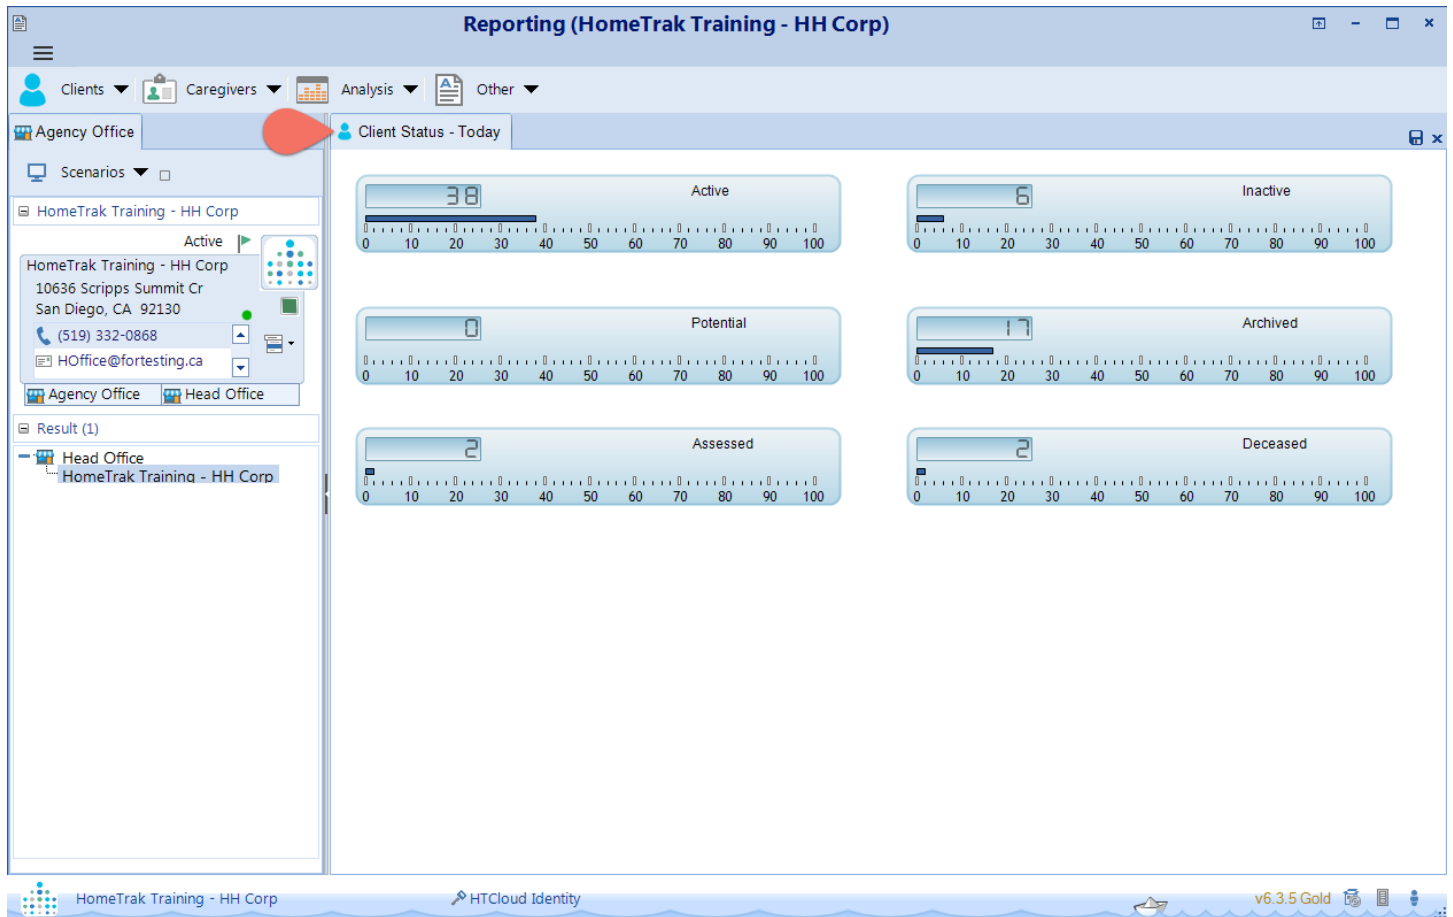 Reporting (HomeTrak Training - HH Corp)
Clients Caregivers Analysis Other
Agency Office
Client Status - Today
Scenarios
HomeTrak Training - HH Corp
Active
HomeTrak Training - HH Corp
10636 Scripps Summit Cr
San Diego, CA 92130
(519) 332-0868
HOffice@fortesting.ca
Agency Office Head Office
Result (1)
Head Office
HomeTrak Training - HH Corp
38 Active
0 10 20 30 40 50 60 70 80 90 100
6 Inactive
0 10 20 30 40 50 60 70 80 90 100
0 Potential
0 10 20 30 40 50 60 70 80 90 100
17 Archived
0 10 20 30 40 50 60 70 80 90 100
2 Assessed
0 10 20 30 40 50 60 70 80 90 100
2 Deceased
0 10 20 30 40 50 60 70 80 90 100
HomeTrak Training - HH Corp HTCloud Identity v6.3.5 Gold